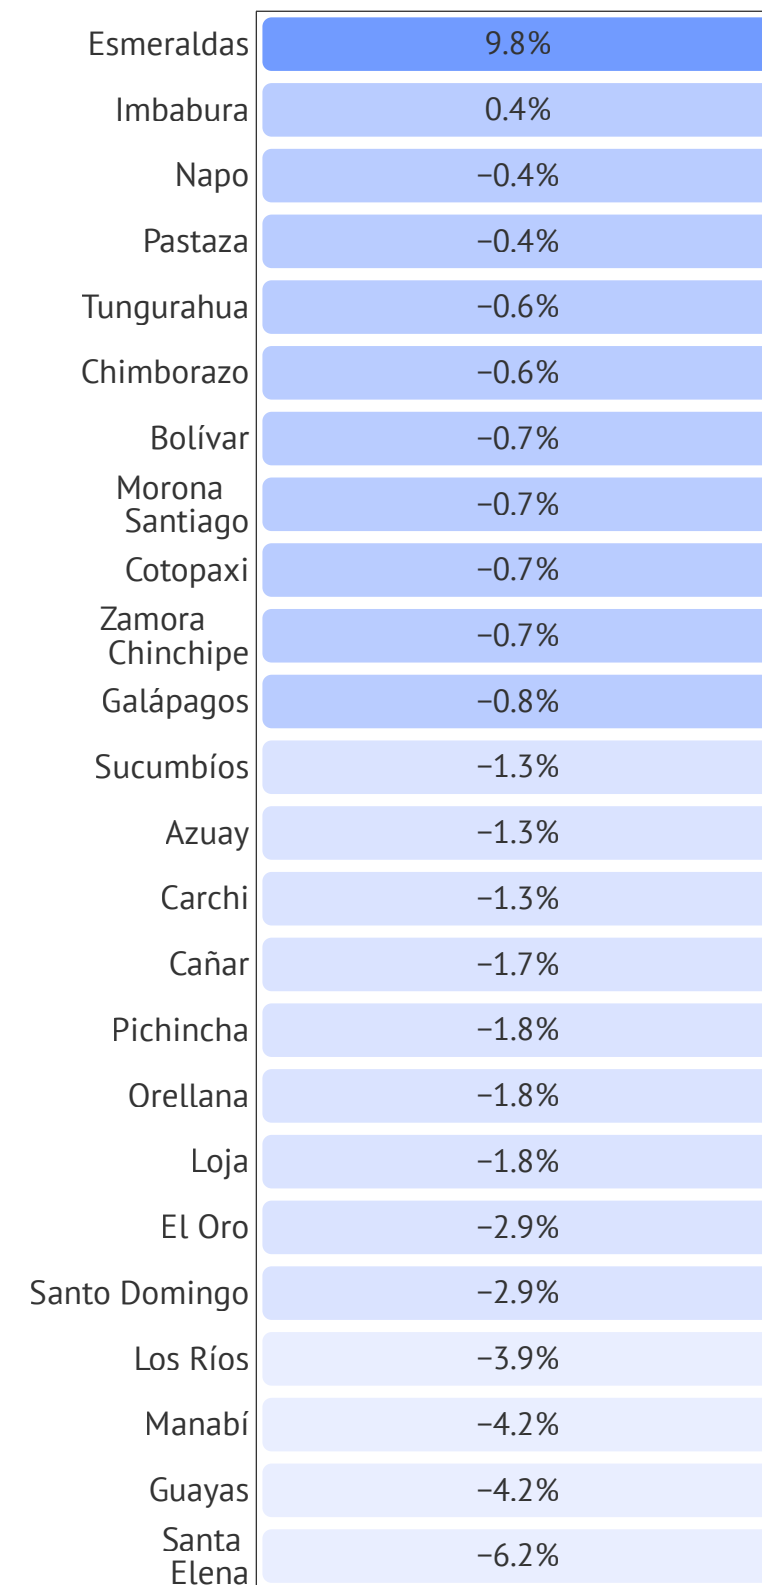 Esmeraldas 9.8%
Imbabura 0.4%
Napo −0.4%
Pastaza −0.4%
Tungurahua −0.6%
Chimborazo −0.6%
Bolívar −0.7%
Morona
Santiago −0.7%
Cotopaxi −0.7%
Zamora
Chinchipe −0.7%
Galápagos −0.8%
Sucumbíos −1.3%
Azuay −1.3%
Carchi −1.3%
Cañar −1.7%
Pichincha −1.8%
Orellana −1.8%
Loja −1.8%
El Oro −2.9%
Santo Domingo −2.9%
Los Ríos −3.9%
Manabí −4.2%
Guayas −4.2%
Santa
Elena −6.2%